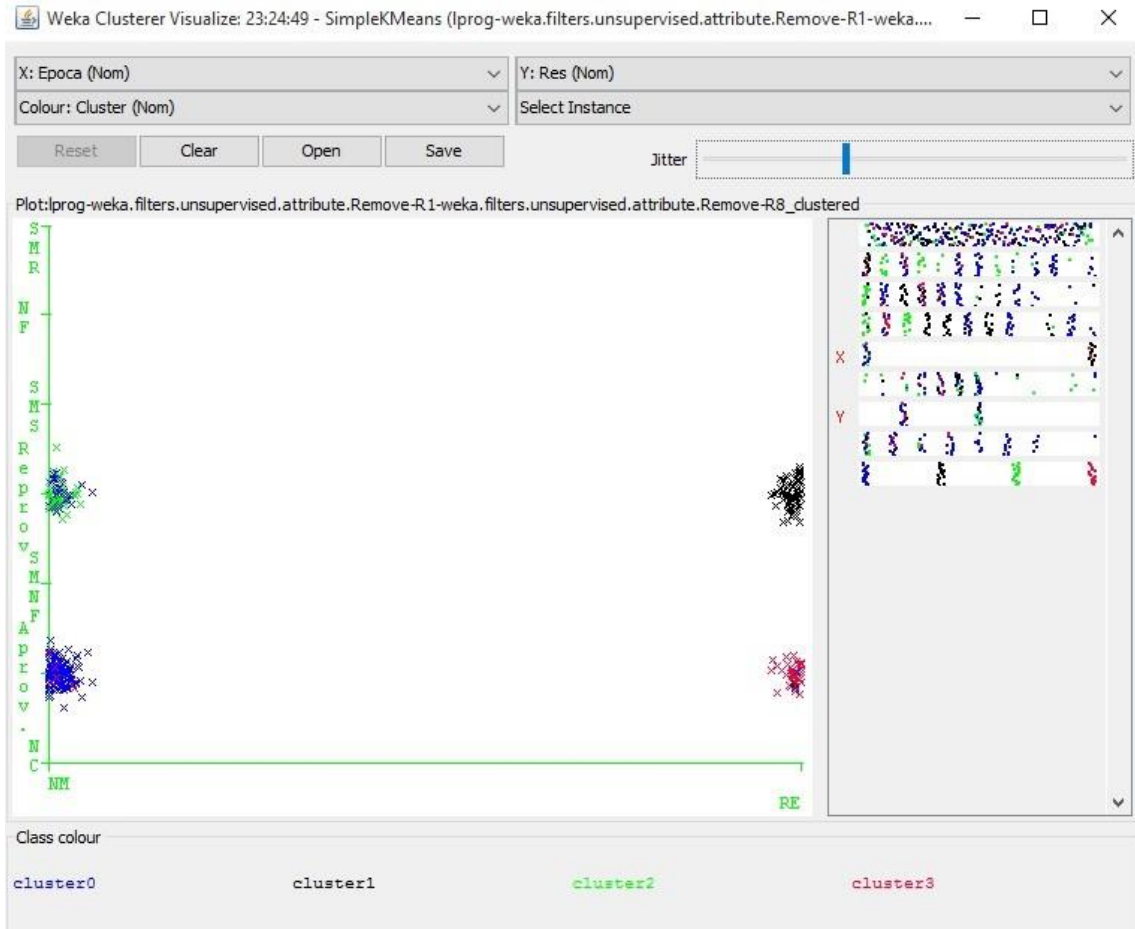 Weka Clusterer Visualize: 23:24:49 - SimpleKMeans (lprog-weka.filters.unsupervised.attribute.Remove-R1-weka....
X: Epoca (Nom)
Y: Res (Nom)
Colour: Cluster (Nom)
Select Instance
Reset
Clear
Open
Save
Jitter
Plot:lprog-weka.filters.unsupervised.attribute.Remove-R1-weka.filters.unsupervised.attribute.Remove-R8_clustered
SMR
NF
SMS
Reprov
SMNF
Aprov.
NC
NM
RE
X
Y
Class colour
cluster0
cluster1
cluster2
cluster3